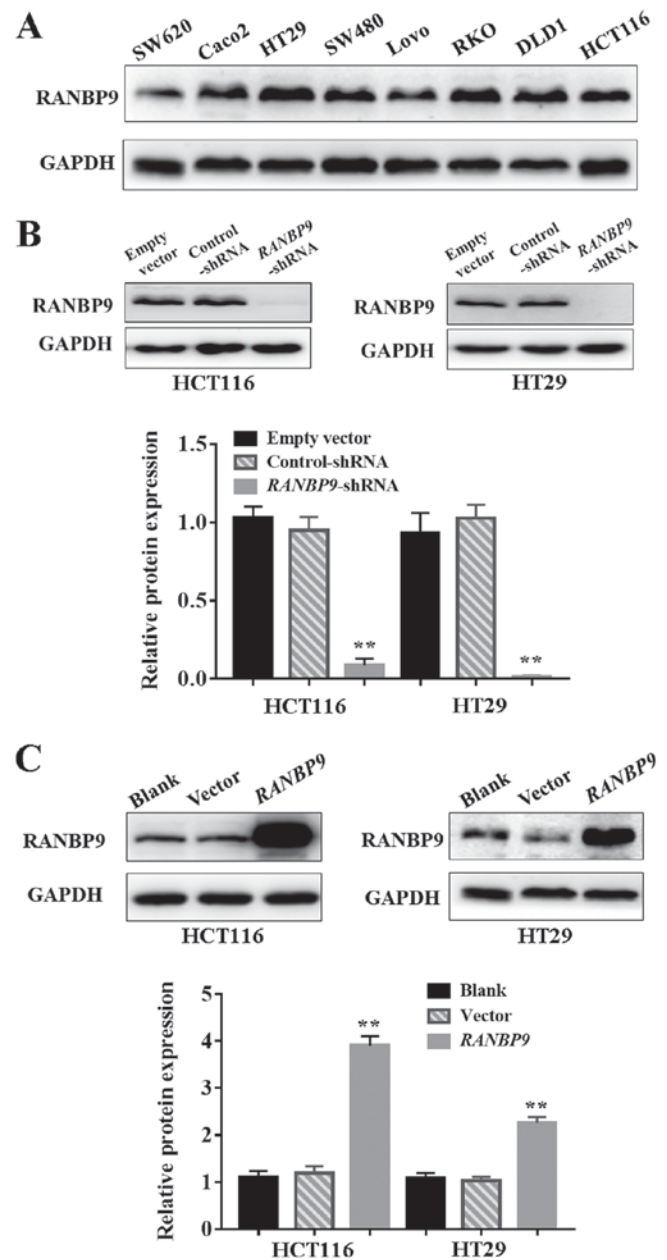 A
SW620 Caco2 HT29 SW480 Lovo RKO DLD1 HCT116
RANBP9
GAPDH
B
Empty vector Control -shRNA RANBP9 -shRNA
RANBP9
GAPDH
HCT116
Empty vector Control -shRNA RANBP9 -shRNA
RANBP9
GAPDH
HT29
Empty vector
Control-shRNA
RANBP9-shRNA
Relative protein expression
1.5
1.0
0.5
0.0
**
**
HCT116 HT29
C
Blank Vector RANBP9
RANBP9
GAPDH
HCT116
Blank Vector RANBP9
RANBP9
GAPDH
HT29
Blank
Vector
RANBP9
Relative protein expression
5
4
3
2
1
0
**
**
HCT116 HT29